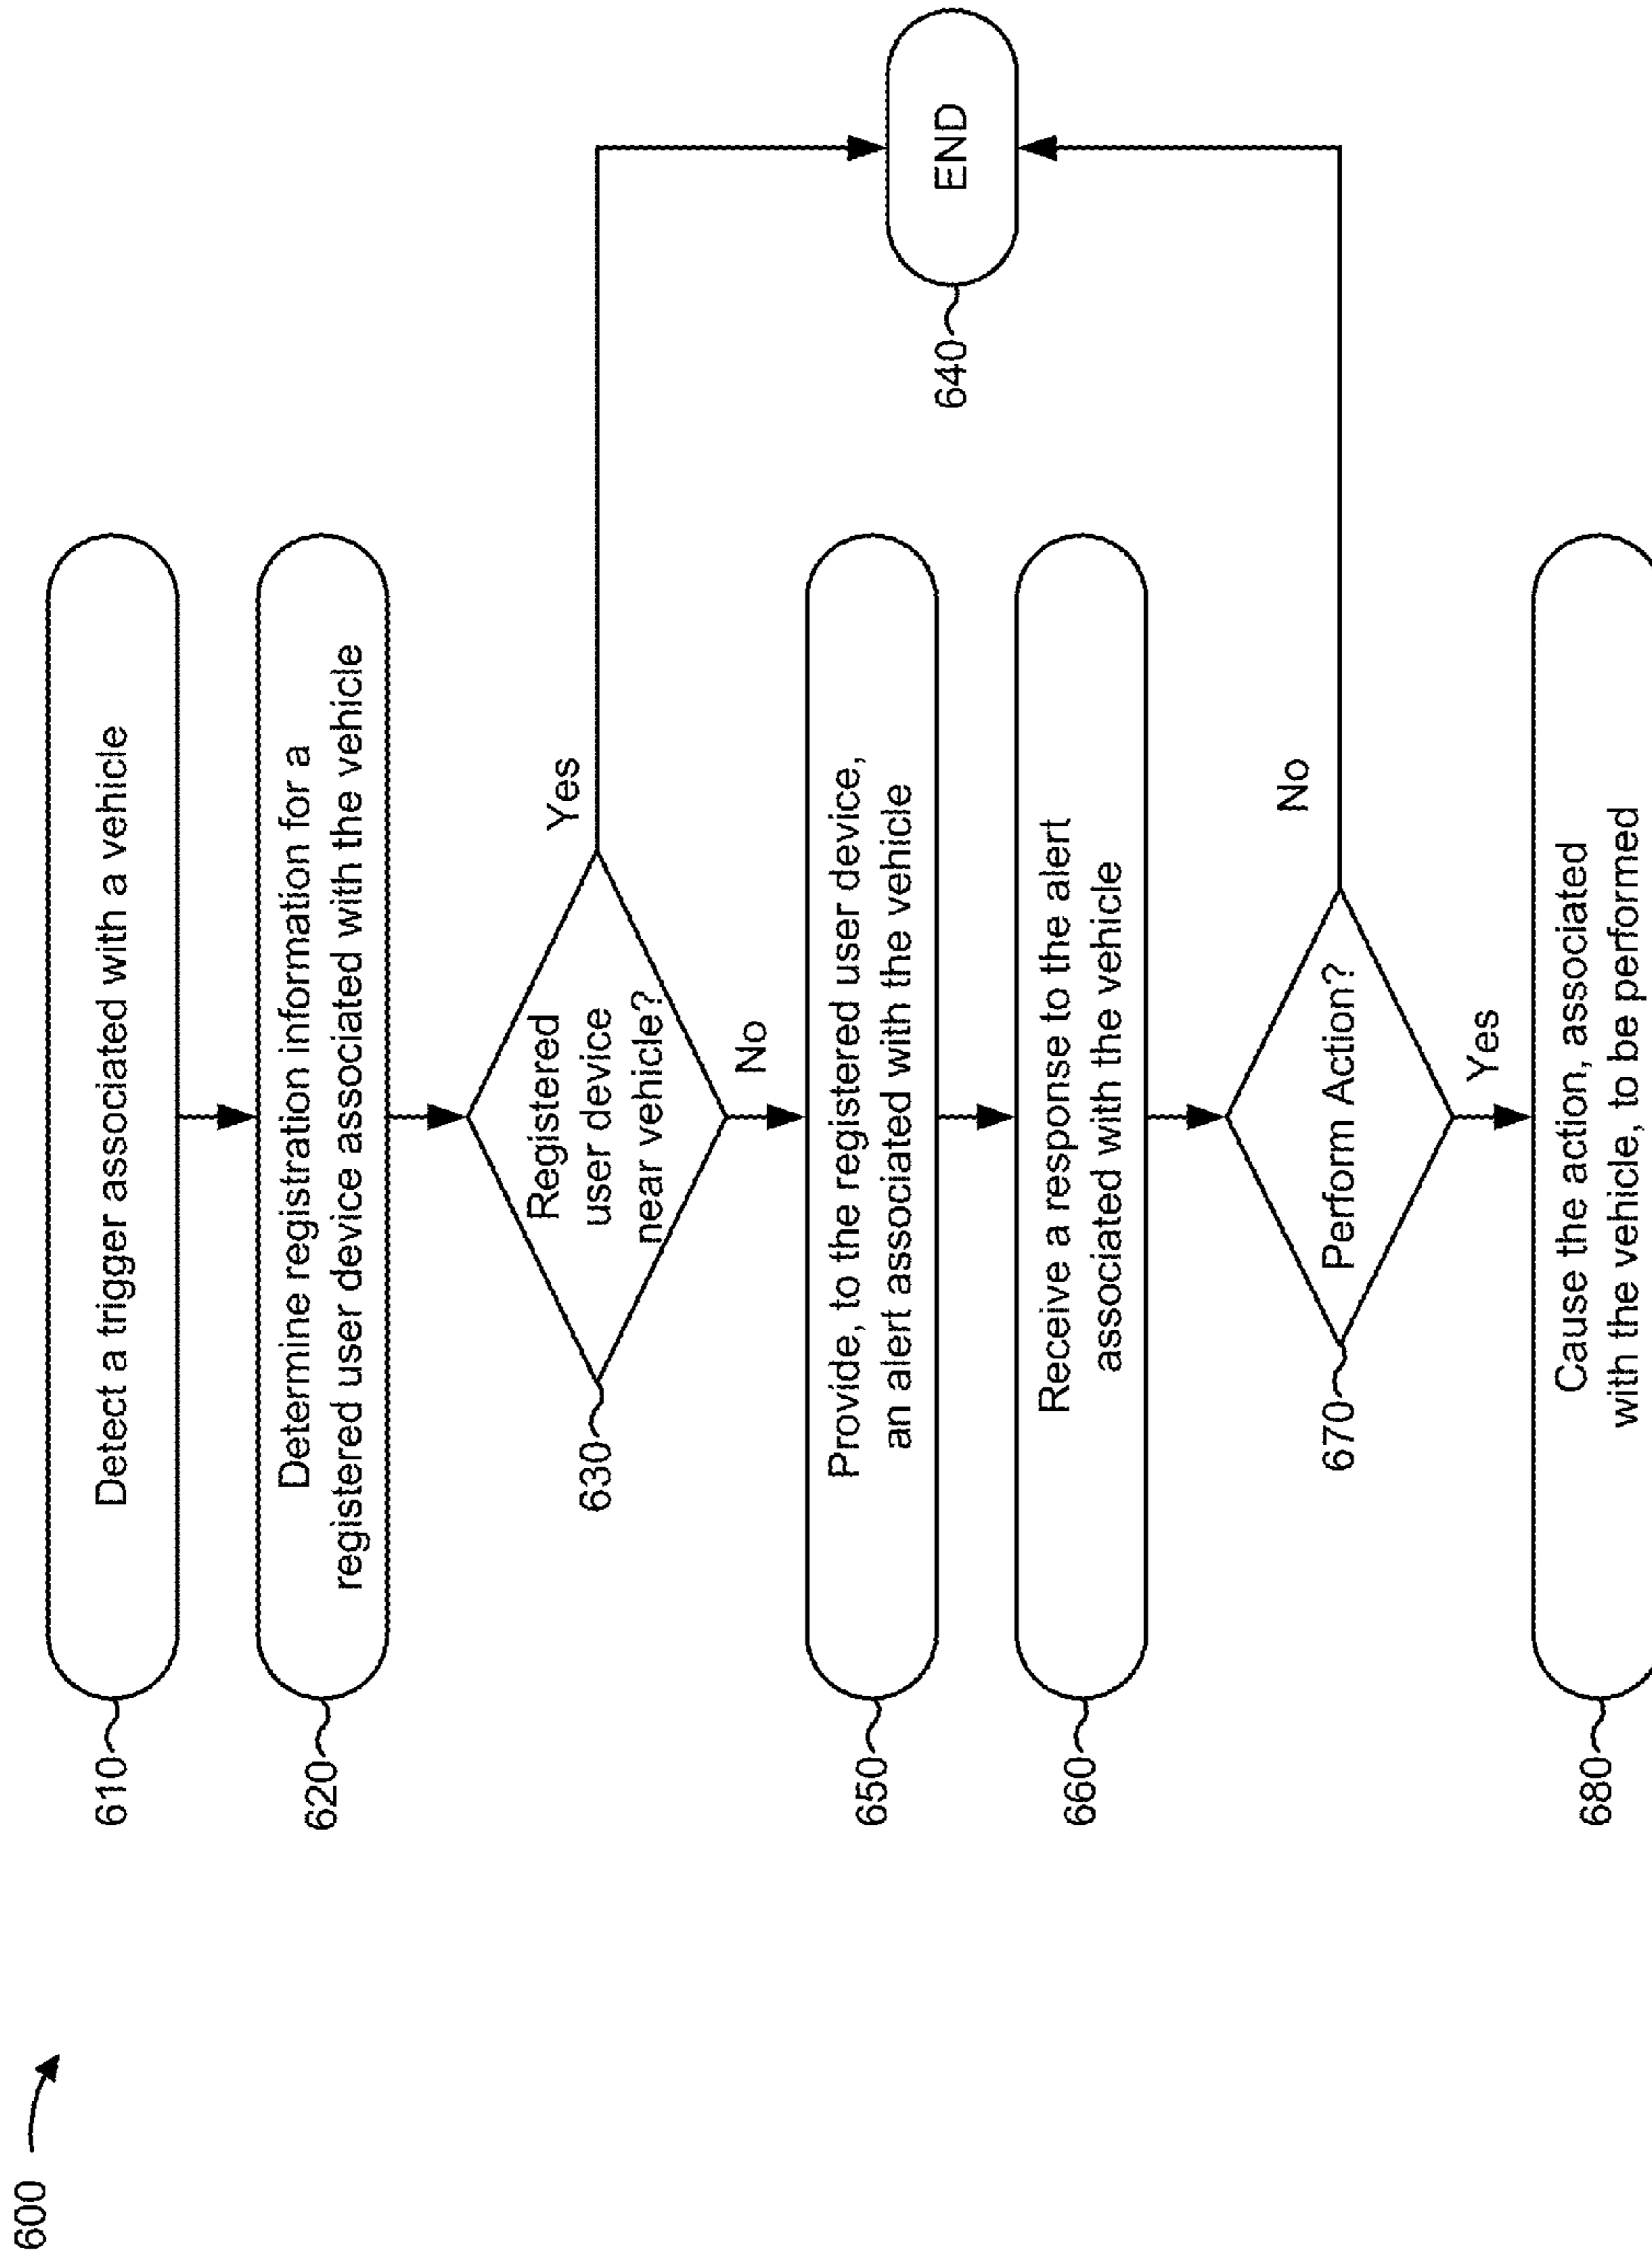 600
610
Detect a trigger associated with a vehicle
620
Determine registration information for a
registered user device associated with the vehicle
630
Registered
user device
near vehicle?
Yes
No
640
END
650
Provide, to the registered user device,
an alert associated with the vehicle
660
Receive a response to the alert
associated with the vehicle
670
Perform Action?
No
Yes
680
Cause the action, associated
with the vehicle, to be performed